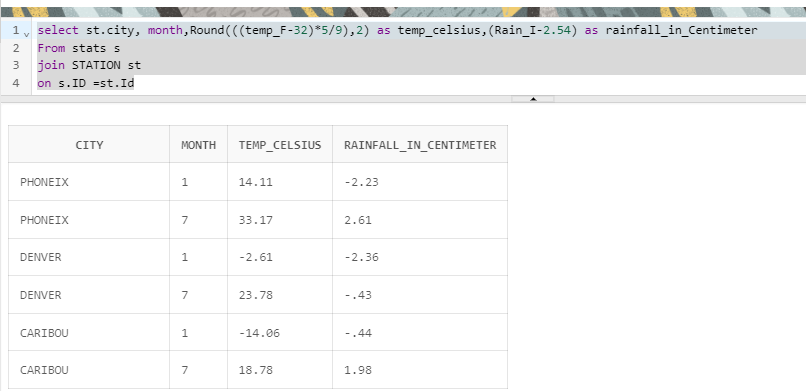 1 select st.city, month,Round(((temp_F-32)*5/9),2) as temp_celsius,(Rain_I-2.54) as rainfall_in_Centimeter
2 From stats s
3 join STATION st
4 on s.ID =st.Id
CITY MONTH TEMP_CELSIUS RAINFALL_IN_CENTIMETER
PHONEIX 1 14.11 -2.23
PHONEIX 7 33.17 2.61
DENVER 1 -2.61 -2.36
DENVER 7 23.78 -.43
CARIBOU 1 -14.06 -.44
CARIBOU 7 18.78 1.98